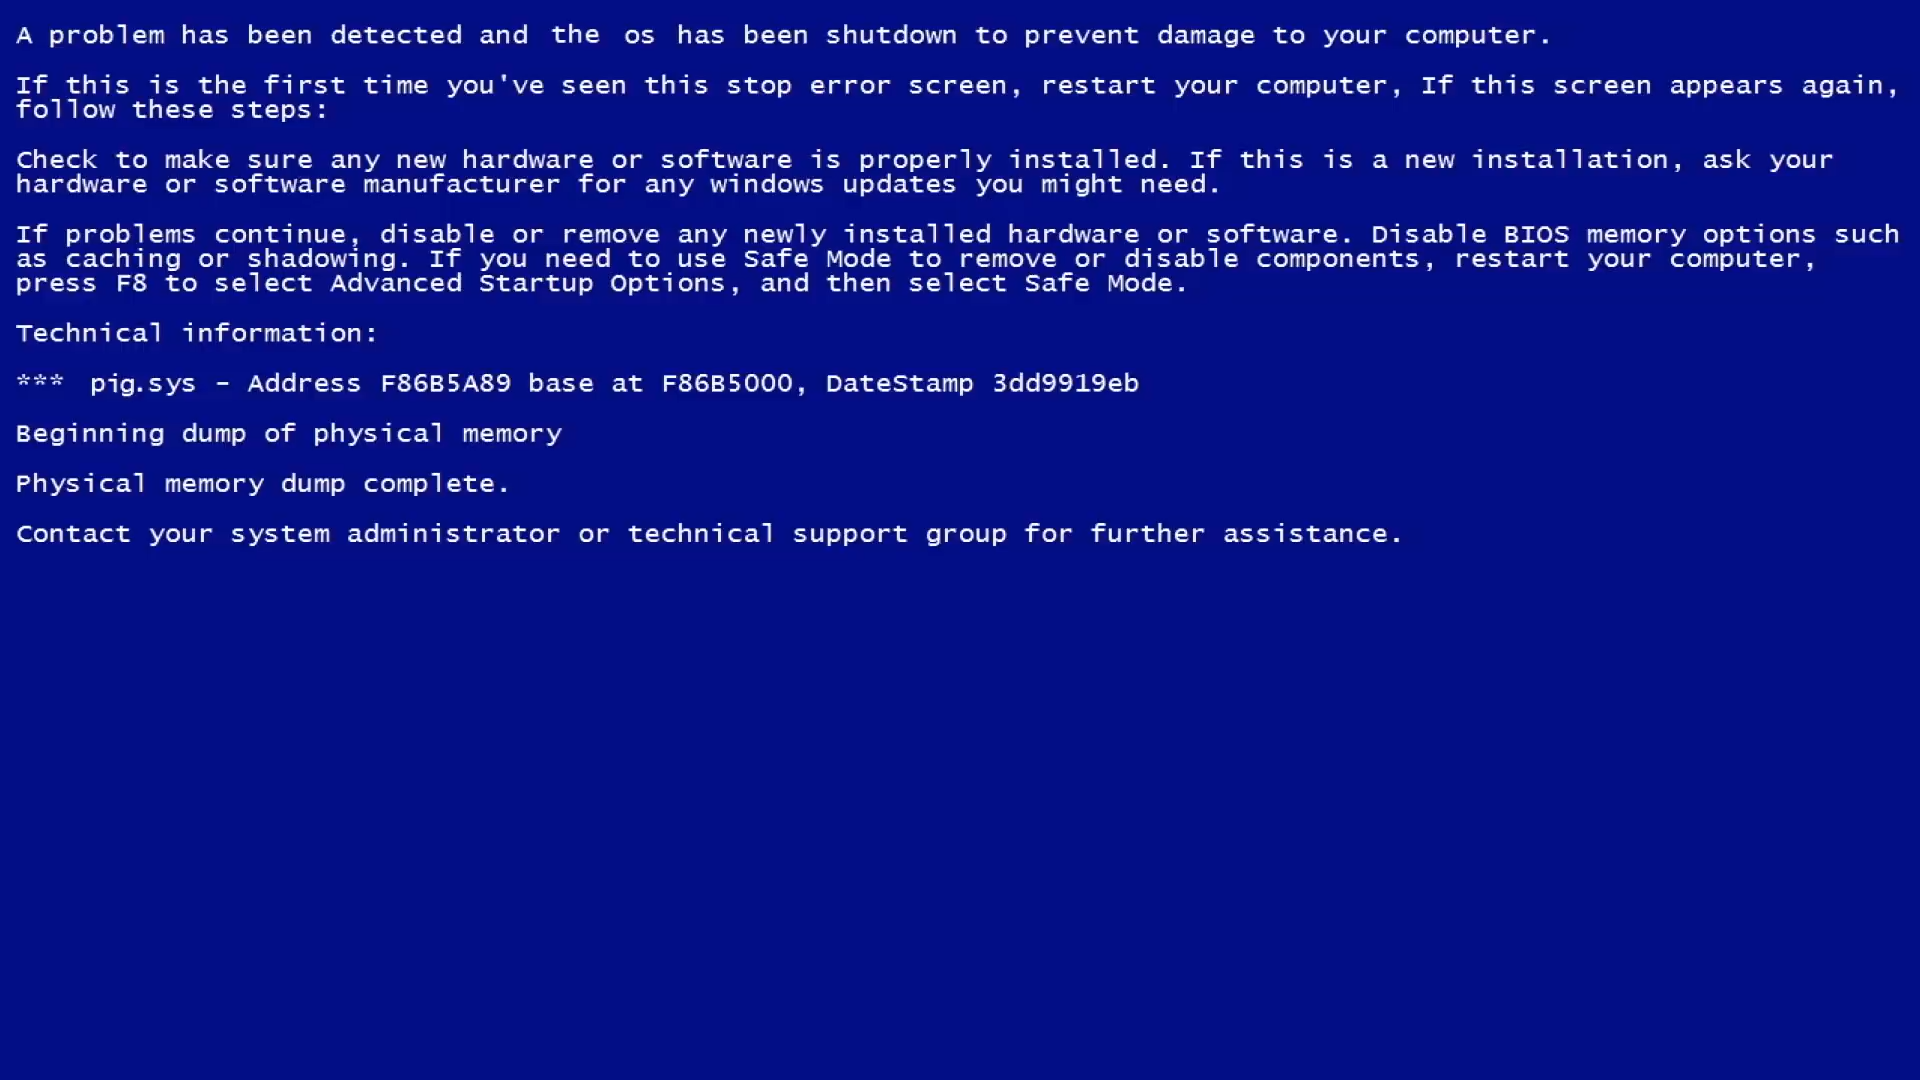 A problem has been detected and the os has been shutdown to prevent damage to your computer.
If this is the first time you've seen this stop error screen, restart your computer, If this screen appears again,
follow these steps:
Check to make sure any new hardware or software is properly installed. If this is a new installation, ask your
hardware or software manufacturer for any windows updates you might need.
If problems continue, disable or remove any newly installed hardware or software. Disable BIOS memory options such
as caching or shadowing. If you need to use Safe Mode to remove or disable components, restart your computer,
press F8 to select Advanced Startup Options, and then select Safe Mode.
Technical information:
*** pig.sys - Address F86B5A89 base at F86B5000, DateStamp 3dd9919eb
Beginning dump of physical memory
Physical memory dump complete.
Contact your system administrator or technical support group for further assistance.